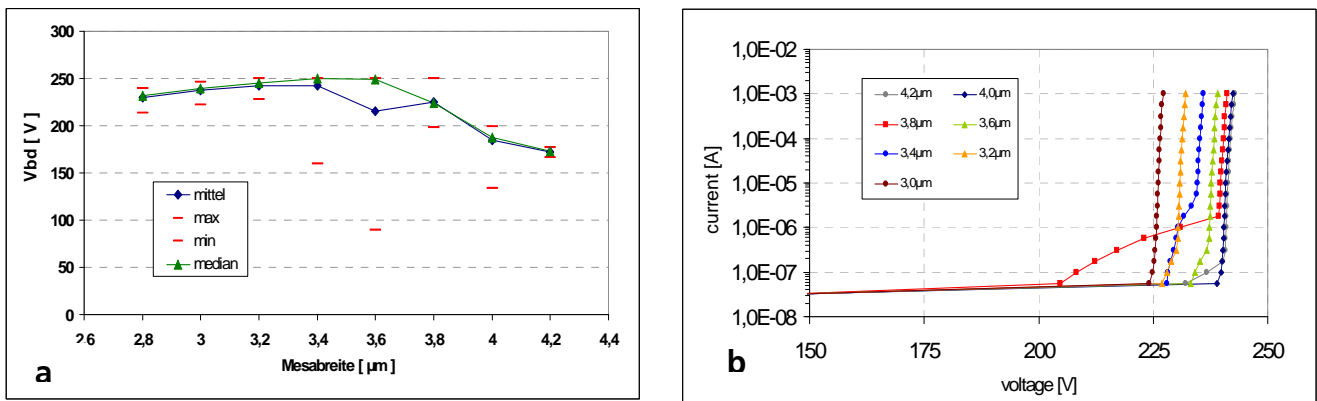 300
250
200
150
100
50
0
Vbd [ V ]
mittel
max
min
median
2.6 2,8 3 3,2 3,4 3,6 3,8 4 4,2 4,4
Mesabreite [ µm ]
a
1,0E-02
1,0E-03
1,0E-04
1,0E-05
1,0E-06
1,0E-07
1,0E-08
current [A]
4,2µm 4,0µm
3,8µm 3,6µm
3,4µm 3,2µm
3,0µm
150 175 200 225 250
voltage [V]
b